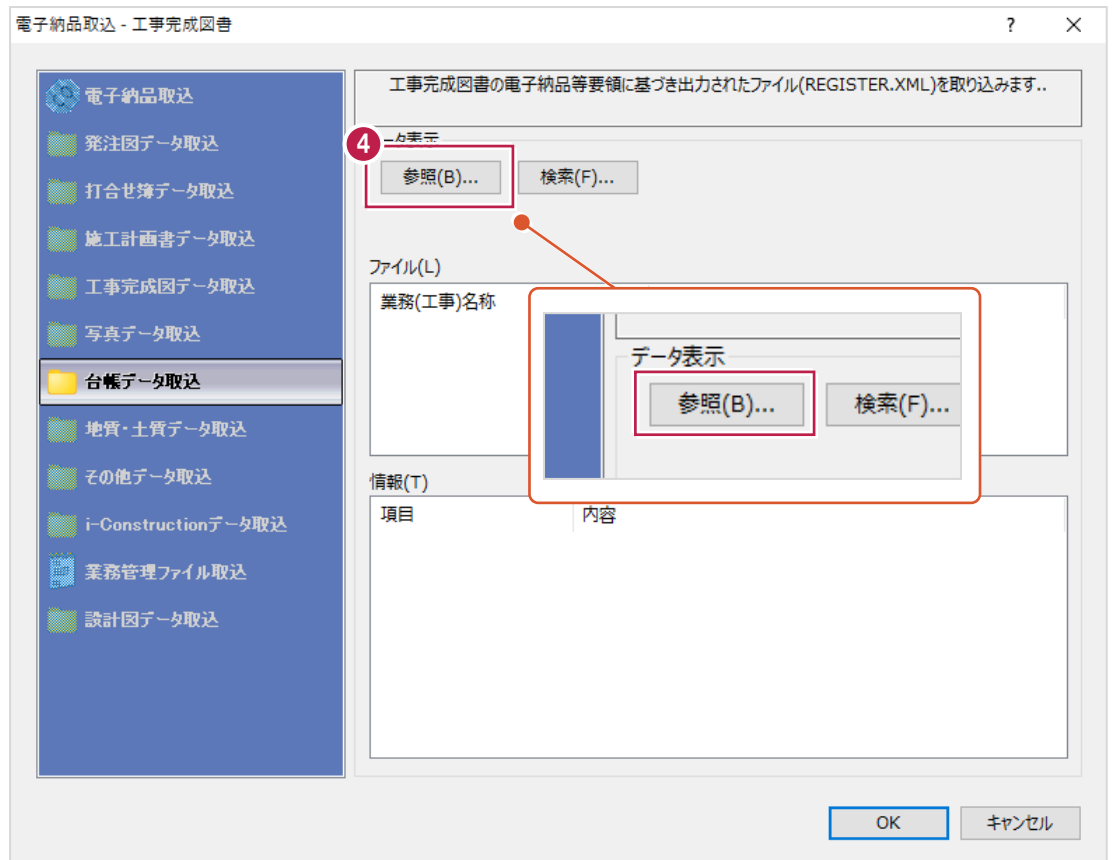 電子納品取込 - 工事完成図書
?
電子納品取込
発注図データ取込
打合せ簿データ取込
施工計画書データ取込
工事完成図データ取込
写真データ取込
台帳データ取込
地質・土質データ取込
その他データ取込
i-Constructionデータ取込
業務管理ファイル取込
設計図データ取込
工事完成図書の電子納品等要領に基づき出力されたファイル(REGISTER.XML)を取り込みます..
データ表示
4
参照(B)... 検索(F)...
ファイル(L)
業務(工事)名称
データ表示
参照(B)... 検索(F)...
情報(T)
項目 内容
OK キャンセル